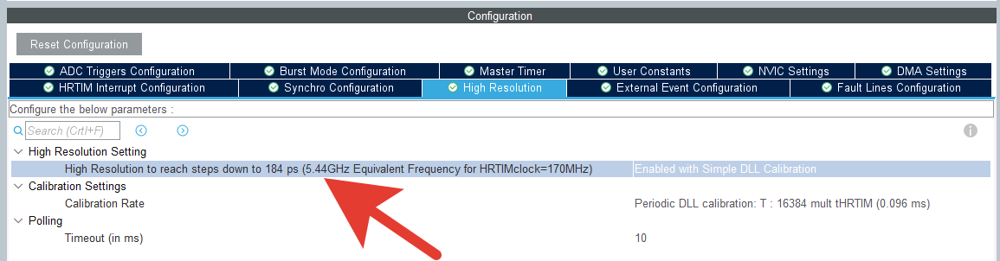 Configuration
Reset Configuration
ADC Triggers Configuration Burst Mode Configuration Master Timer User Constants NVIC Settings DMA Settings
HRTIM Interrupt Configuration Synchro Configuration High Resolution External Event Configuration Fault Lines Configuration
Configure the below parameters :
Search (Crtl+F)
High Resolution Setting
High Resolution to reach steps down to 184 ps (5.44GHz Equivalent Frequency for HRTIMclock=170MHz) Enabled with Simple DLL Calibration
Calibration Settings
Calibration Rate Periodic DLL calibration: T : 16384 mult tHRTIM (0.096 ms)
Polling
Timeout (in ms) 10